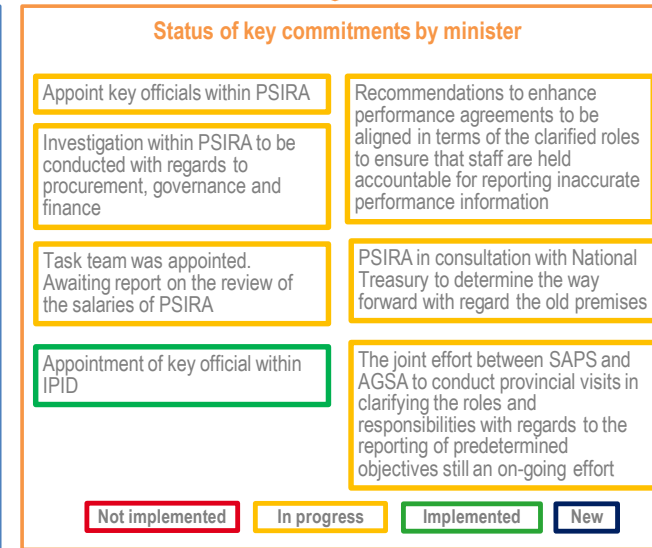 Status of key commitments by minister
Appoint key officials within PSIRA
Investigation within PSIRA to be
conducted with regards to
procurement, governance and
finance
Task team was appointed.
Awaiting report on the review of
the salaries of PSIRA
Appointment of key official within
IPID
Recommendations to enhance
performance agreements to be
aligned in terms of the clarified roles
to ensure that staff are held
accountable for reporting inaccurate
performance information
PSIRA in consultation with National
Treasury to determine the way
forward with regard the old premises
The joint effort between SAPS and
AGSA to conduct provincial visits in
clarifying the roles and
responsibilities with regards to the
reporting of predetermined
objectives still an on-going effort
Not implemented
In progress
Implemented
New